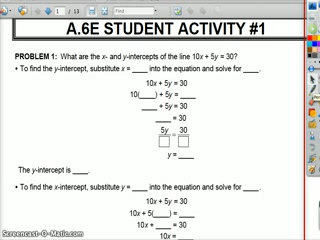 1 / 13
Find
A.6E STUDENT ACTIVITY #1
PROBLEM 1: What are the x- and y-intercepts of the line 10x + 5y = 30?
• To find the y-intercept, substitute x = ____ into the equation and solve for ____.
10x + 5y = 30
10(____) + 5y = ____
____ + 5y = 30
____ = 30
5y = 30
y = ____
The y-intercept is ____.
• To find the x-intercept, substitute y = ____ into the equation and solve for ____.
10x + 5y = 30
10x + 5(____) = ____
10x + ____ = 30
10x = ____
Screencast-O-Matic.com